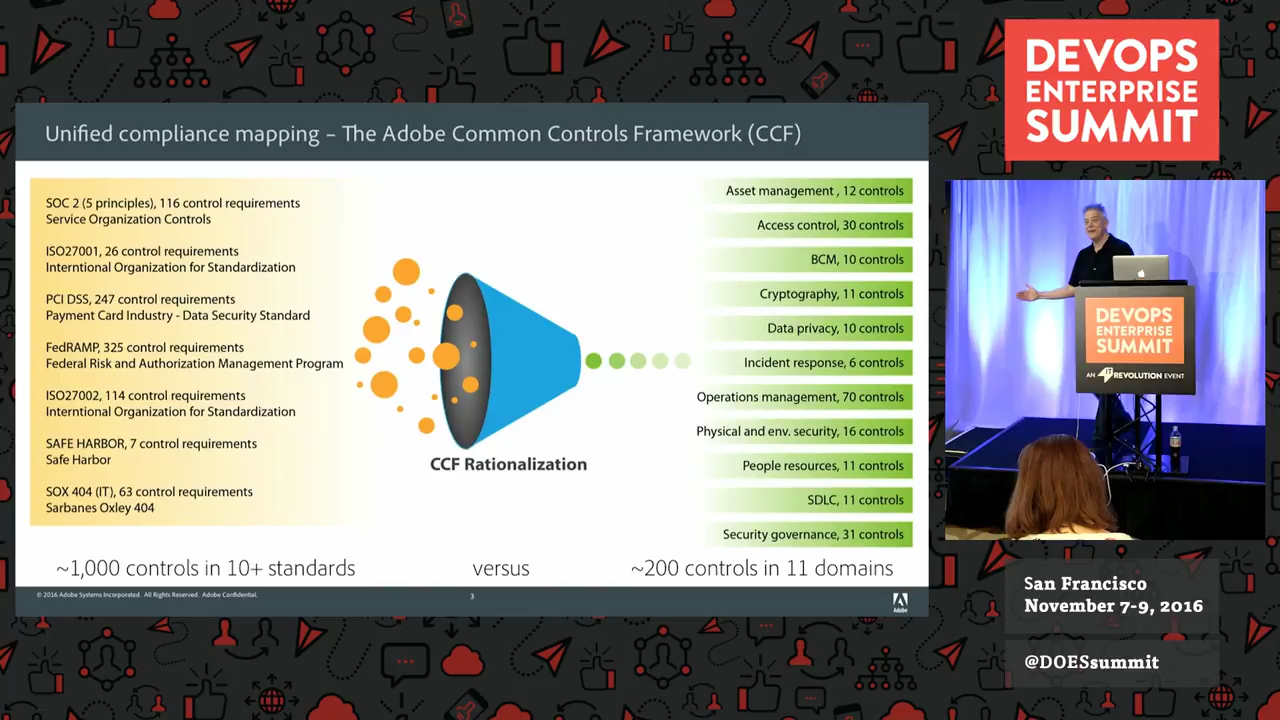 DEVOPS
ENTERPRISE
SUMMIT
Unified compliance mapping – The Adobe Common Controls Framework (CCF)
SOC 2 (5 principles), 116 control requirements
Service Organization Controls
ISO27001, 26 control requirements
Interntional Organization for Standardization
PCI DSS, 247 control requirements
Payment Card Industry - Data Security Standard
FedRAMP, 325 control requirements
Federal Risk and Authorization Management Program
ISO27002, 114 control requirements
Interntional Organization for Standardization
SAFE HARBOR, 7 control requirements
Safe Harbor
SOX 404 (IT), 63 control requirements
Sarbanes Oxley 404
CCF Rationalization
Asset management , 12 controls
Access control, 30 controls
BCM, 10 controls
Cryptography, 11 controls
Data privacy, 10 controls
Incident response, 6 controls
Operations management, 70 controls
Physical and env. security, 16 controls
People resources, 11 controls
SDLC, 11 controls
Security governance, 31 controls
~1,000 controls in 10+ standards
versus
~200 controls in 11 domains
© 2016 Adobe Systems Incorporated. All Rights Reserved. Adobe Confidential.
3
Adobe
DEVOPS
ENTERPRISE
SUMMIT
AN IT REVOLUTION EVENT
San Francisco
November 7-9, 2016
@DOESsummit